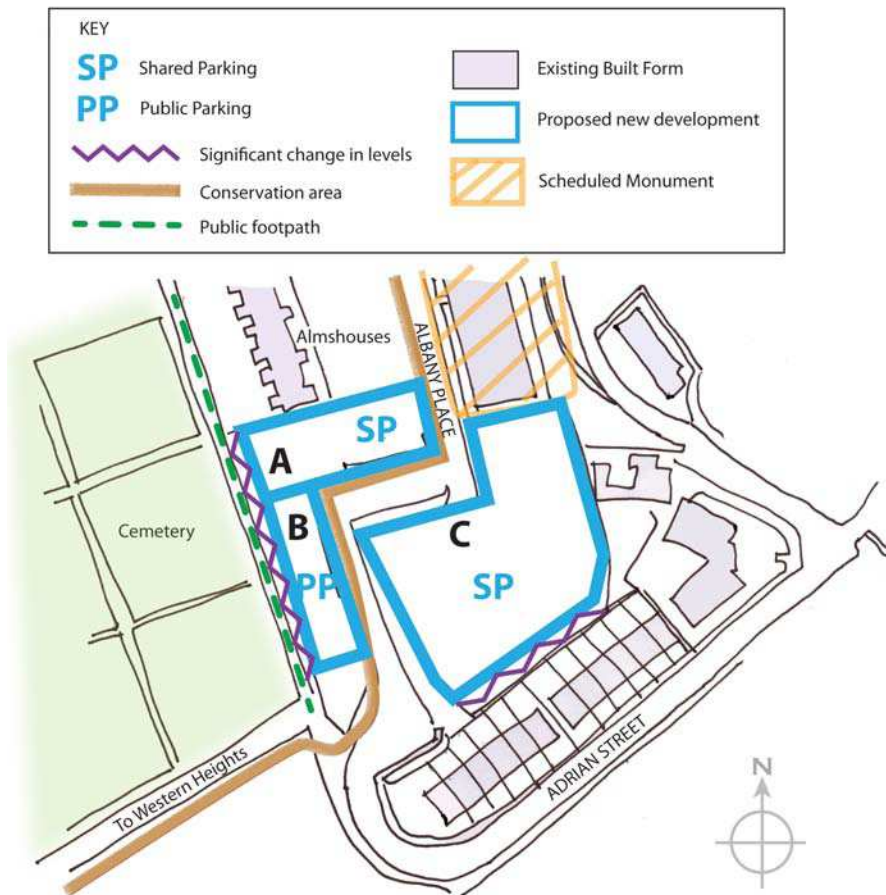 KEY
SP Shared Parking
PP Public Parking
Significant change in levels
Conservation area
Public footpath
Existing Built Form
Proposed new development
Scheduled Monument
Almshouses
ALBANY PLACE
A
SP
B
PP
C
SP
Cemetery
To Western Heights
ADRIAN STREET
N